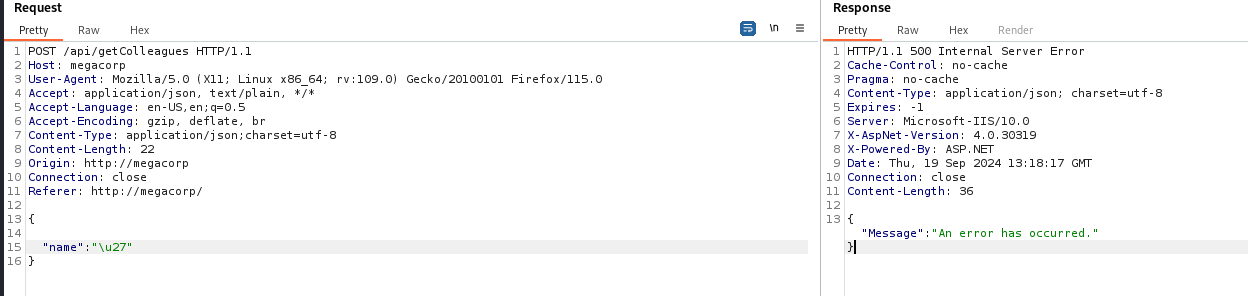 Request
Pretty Raw Hex \n
1 POST /api/getColleagues HTTP/1.1
2 Host: megacorp
3 User-Agent: Mozilla/5.0 (X11; Linux x86_64; rv:109.0) Gecko/20100101 Firefox/115.0
4 Accept: application/json, text/plain, */*
5 Accept-Language: en-US,en;q=0.5
6 Accept-Encoding: gzip, deflate, br
7 Content-Type: application/json;charset=utf-8
8 Content-Length: 22
9 Origin: http://megacorp
10 Connection: close
11 Referer: http://megacorp/
12
13 {
14
15 "name":"\u27"
16 }
Response
Pretty Raw Hex Render
1 HTTP/1.1 500 Internal Server Error
2 Cache-Control: no-cache
3 Pragma: no-cache
4 Content-Type: application/json; charset=utf-8
5 Expires: -1
6 Server: Microsoft-IIS/10.0
7 X-AspNet-Version: 4.0.30319
8 X-Powered-By: ASP.NET
9 Date: Thu, 19 Sep 2024 13:18:17 GMT
10 Connection: close
11 Content-Length: 36
12
13 {
"Message":"An error has occurred."
}